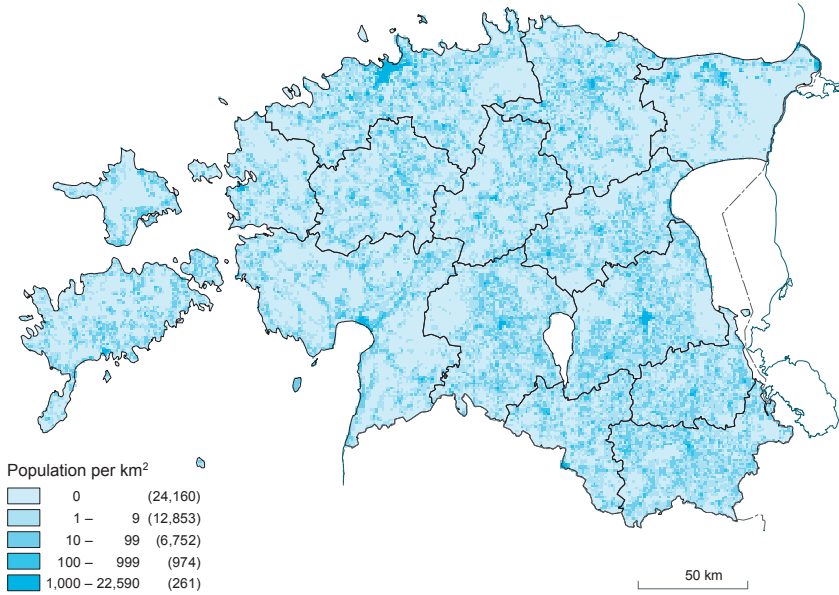 Population per km²
0 (24,160)
1 – 9 (12,853)
10 – 99 (6,752)
100 – 999 (974)
1,000 – 22,590 (261)
50 km